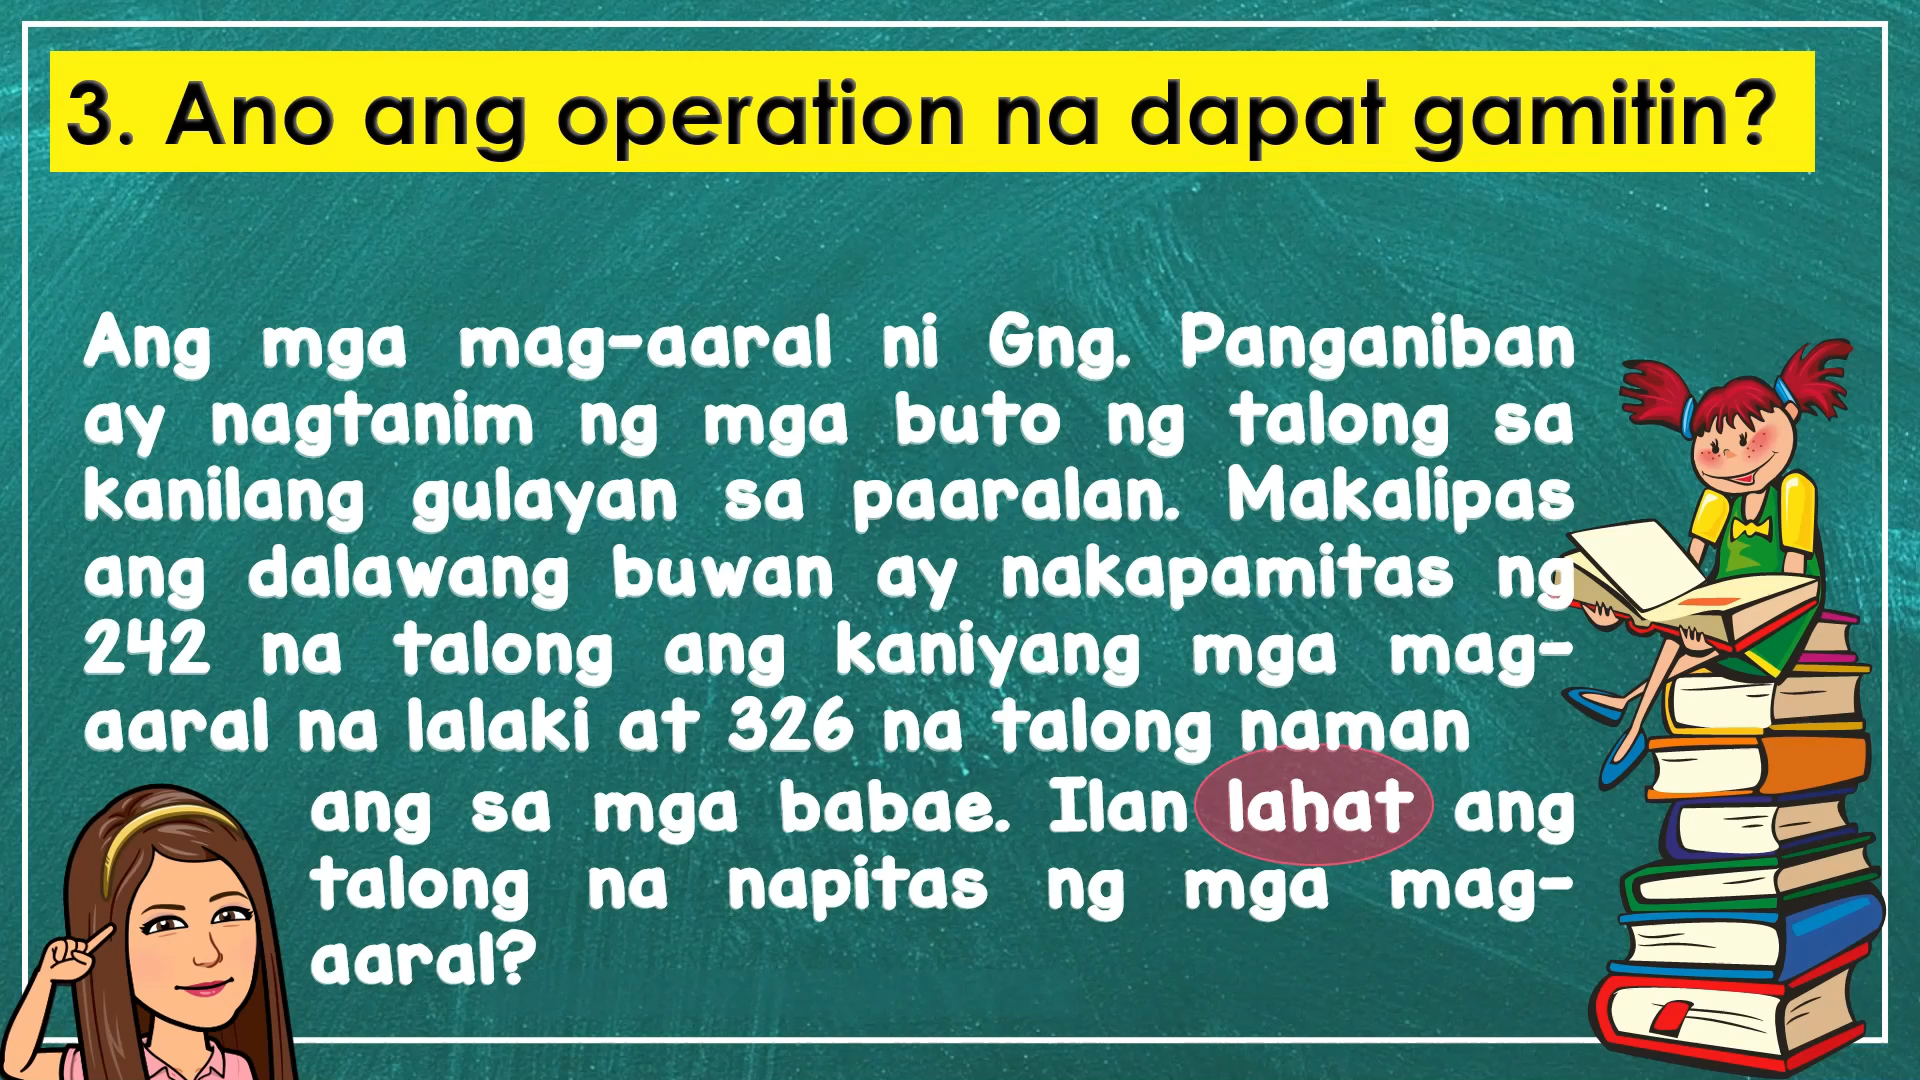 3. Ano ang operation na dapat gamitin?
Ang mga mag-aaral ni Gng. Panganiban
ay nagtanim ng mga buto ng talong sa
kanilang gulayan sa paaralan. Makalipas
ang dalawang buwan ay nakapamitas ng
242 na talong ang kaniyang mga mag-
aaral na lalaki at 326 na talong naman
ang sa mga babae. Ilan lahat ang
talong na napitas ng mga mag-
aaral?